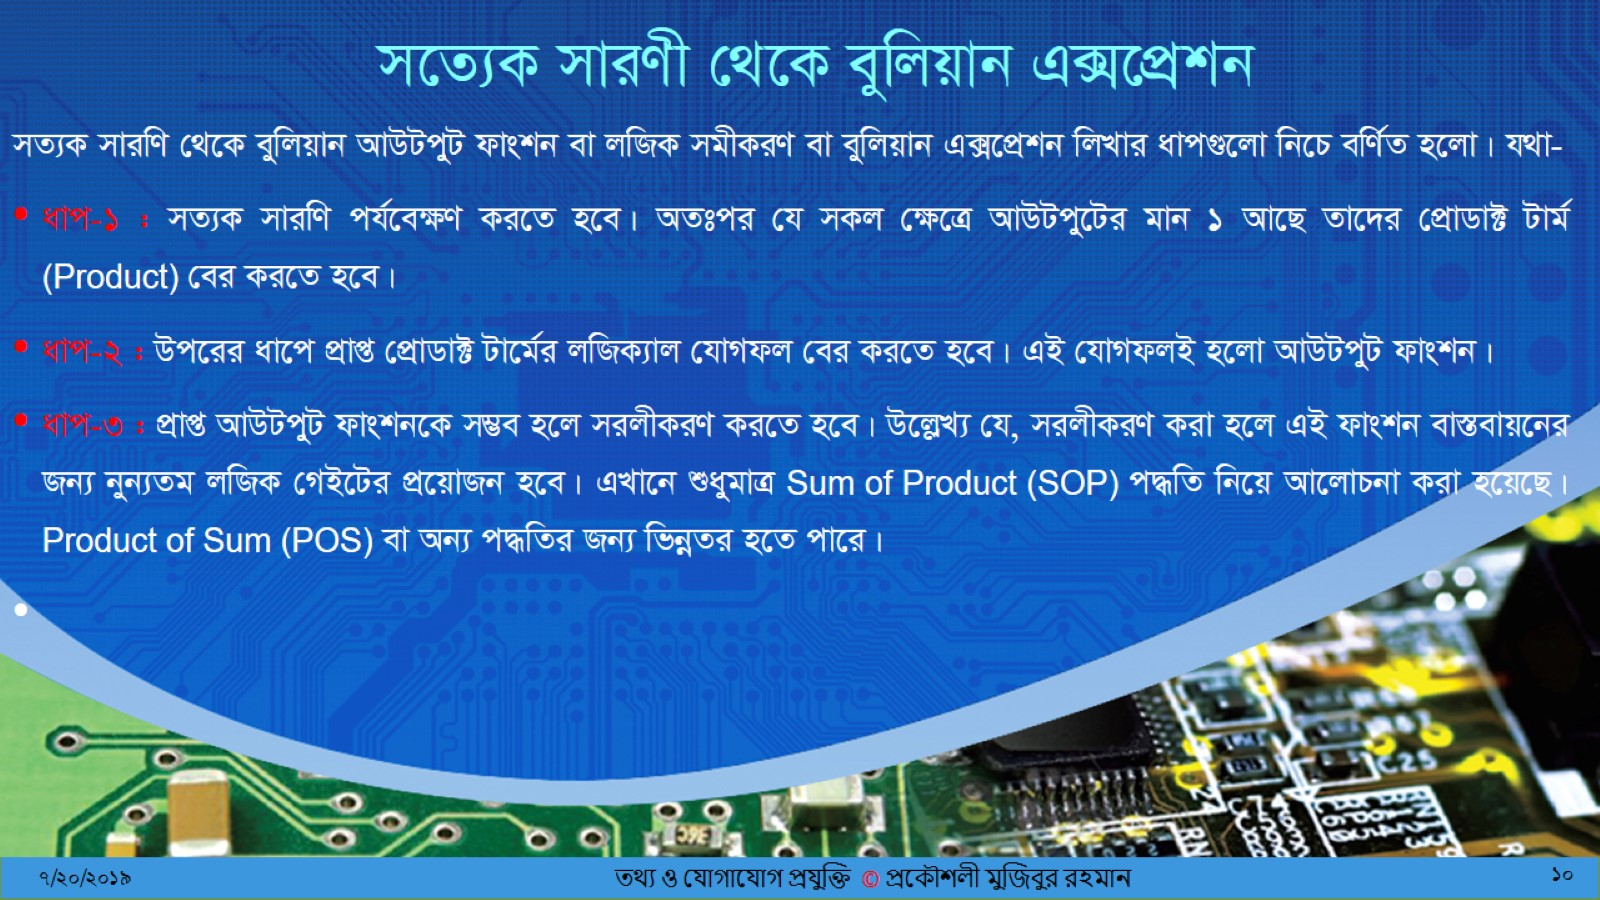 সত্যেক সারণী থেকে বুলিয়ান এক্সপ্রেশন
সত্যক সারণি থেকে বুলিয়ান আউটপুট ফাংশন বা লজিক সমীকরণ বা বুলিয়ান এক্সপ্রেশন লিখার ধাপগুলো নিচে বর্ণিত হলো। যথা-
• ধাপ-১ : সত্যক সারণি পর্যবেক্ষণ করতে হবে। অতঃপর যে সকল ক্ষেত্রে আউটপুটের মান ১ আছে তাদের প্রোডাক্ট টার্ম
(Product) বের করতে হবে।
• ধাপ-২ : উপরের ধাপে প্রাপ্ত প্রোডাক্ট টার্মের লজিক্যাল যোগফল বের করতে হবে। এই যোগফলই হলো আউটপুট ফাংশন।
• ধাপ-৩ : প্রাপ্ত আউটপুট ফাংশনকে সম্ভব হলে সরলীকরণ করতে হবে। উল্লেখ্য যে, সরলীকরণ করা হলে এই ফাংশন বাস্তবায়নের
জন্য নুন্যতম লজিক গেইটের প্রয়োজন হবে। এখানে শুধুমাত্র Sum of Product (SOP) পদ্ধতি নিয়ে আলোচনা করা হয়েছে।
Product of Sum (POS) বা অন্য পদ্ধতির জন্য ভিন্নতর হতে পারে।
C25
৭/২০/২০১৯
তথ্য ও যোগাযোগ প্রযুক্তি © প্রকৌশলী মুজিবুর রহমান
১০